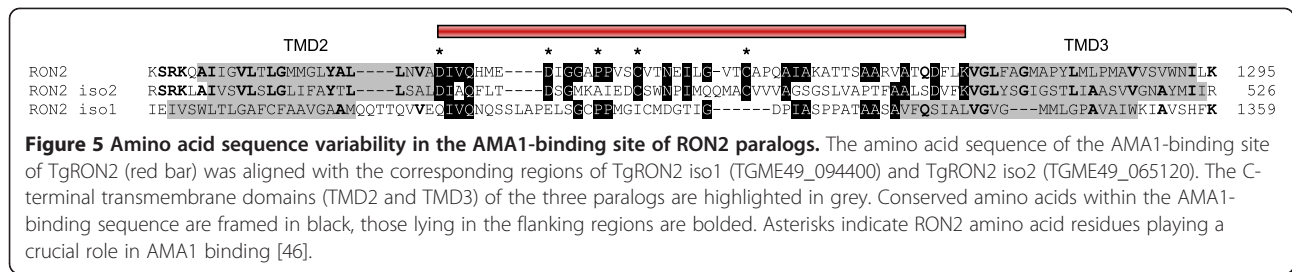 TMD2 TMD3
* * * * *
RON2 KSRKQAIIGVLTLGMMGLYAL----LNVADIVQHME----DIGGAPPVSCVTNEILG-VTCAPQAIAKATTSAARVATQDFLKVGLFAGMAPYLMLPMAVVSVWNILK 1295
RON2 iso2 KSRKLAIVSVLSLGLIFAYTL----LSALDIAQFLT----DSGMKAIEDCSWNPIMQQMACVVVAGSGSLVAPTFAALSDVFKVGLYSGIGSTLIAASVVGNAYMIIR 526
RON2 iso1 IEIVSWLTLGAFCFAAVGAAMQQTTQVVEQIVQNQSSLAPELSGCPPMGICMDGTIG-----DPIASPPATAASAVFQSIALVGVG---MMLGPAVAIWKIAVSHFK 1359
Figure 5 Amino acid sequence variability in the AMA1-binding site of RON2 paralogs. The amino acid sequence of the AMA1-binding site
of TgRON2 (red bar) was aligned with the corresponding regions of TgRON2 iso1 (TGME49_094400) and TgRON2 iso2 (TGME49_065120). The C-
terminal transmembrane domains (TMD2 and TMD3) of the three paralogs are highlighted in grey. Conserved amino acids within the AMA1-
binding sequence are framed in black, those lying in the flanking regions are bolded. Asterisks indicate RON2 amino acid residues playing a
crucial role in AMA1 binding [46].